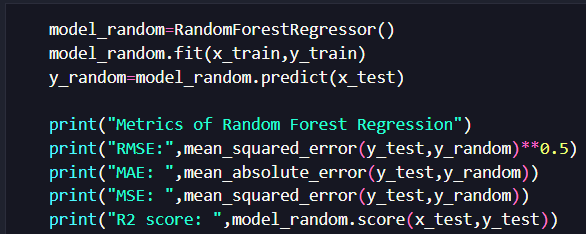 model_random=RandomForestRegressor()
model_random.fit(x_train,y_train)
y_random=model_random.predict(x_test)
print("Metrics of Random Forest Regression")
print("RMSE:",mean_squared_error(y_test,y_random)**0.5)
print("MAE: ",mean_absolute_error(y_test,y_random))
print("MSE: ",mean_squared_error(y_test,y_random))
print("R2 score: ",model_random.score(x_test,y_test))